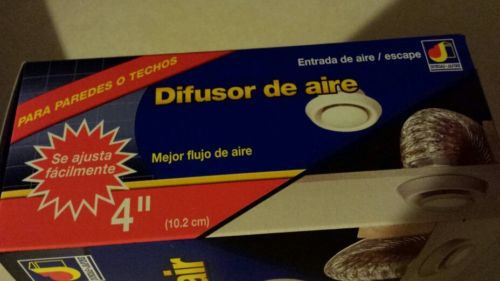 PARA PAREDES O TECHOS
Entrada de aire / escape
Difusor de aire
Se ajusta
fácilmente
Mejor flujo de aire
4" (10.2 cm)
air